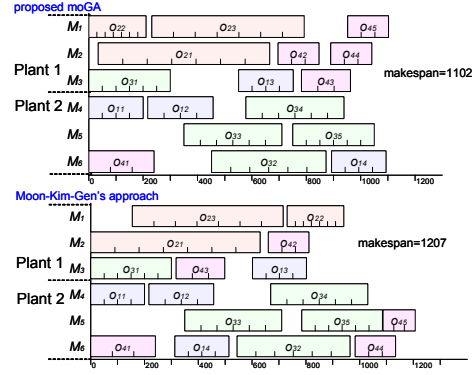 proposed moGA
M1 O22 O23 O45
M2 O21 O42 O44
Plant 1
M3 O31 O13 O43
makespan=1102
Plant 2
M4 O11 O12 O34
M5 O33 O35
M6 O41 O32 O14
0 200 400 600 800 1000 1200
Moon-Kim-Gen's approach
M1 O23 O22
M2 O21 O42
makespan=1207
Plant 1
M3 O31 O43 O13
Plant 2
M4 O11 O12 O34
M5 O33 O35 O45
M6 O41 O14 O32 O44
0 200 400 600 800 1000 1200